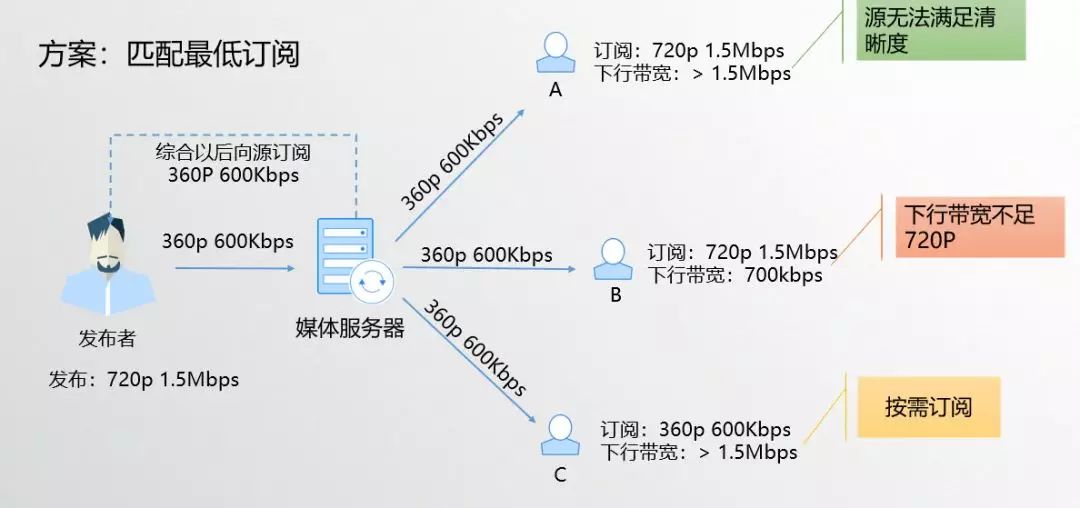 方案：匹配最低订阅
综合以后向源订阅
360P 600Kbps
360p 600Kbps
发布者
发布：720p 1.5Mbps
媒体服务器
360p 600Kbps
A
订阅：720p 1.5Mbps
下行带宽：> 1.5Mbps
源无法满足清
晰度
360p 600Kbps
B
订阅：720p 1.5Mbps
下行带宽：700kbps
下行带宽不足
720P
360p 600Kbps
C
订阅：360p 600Kbps
下行带宽：> 1.5Mbps
按需订阅